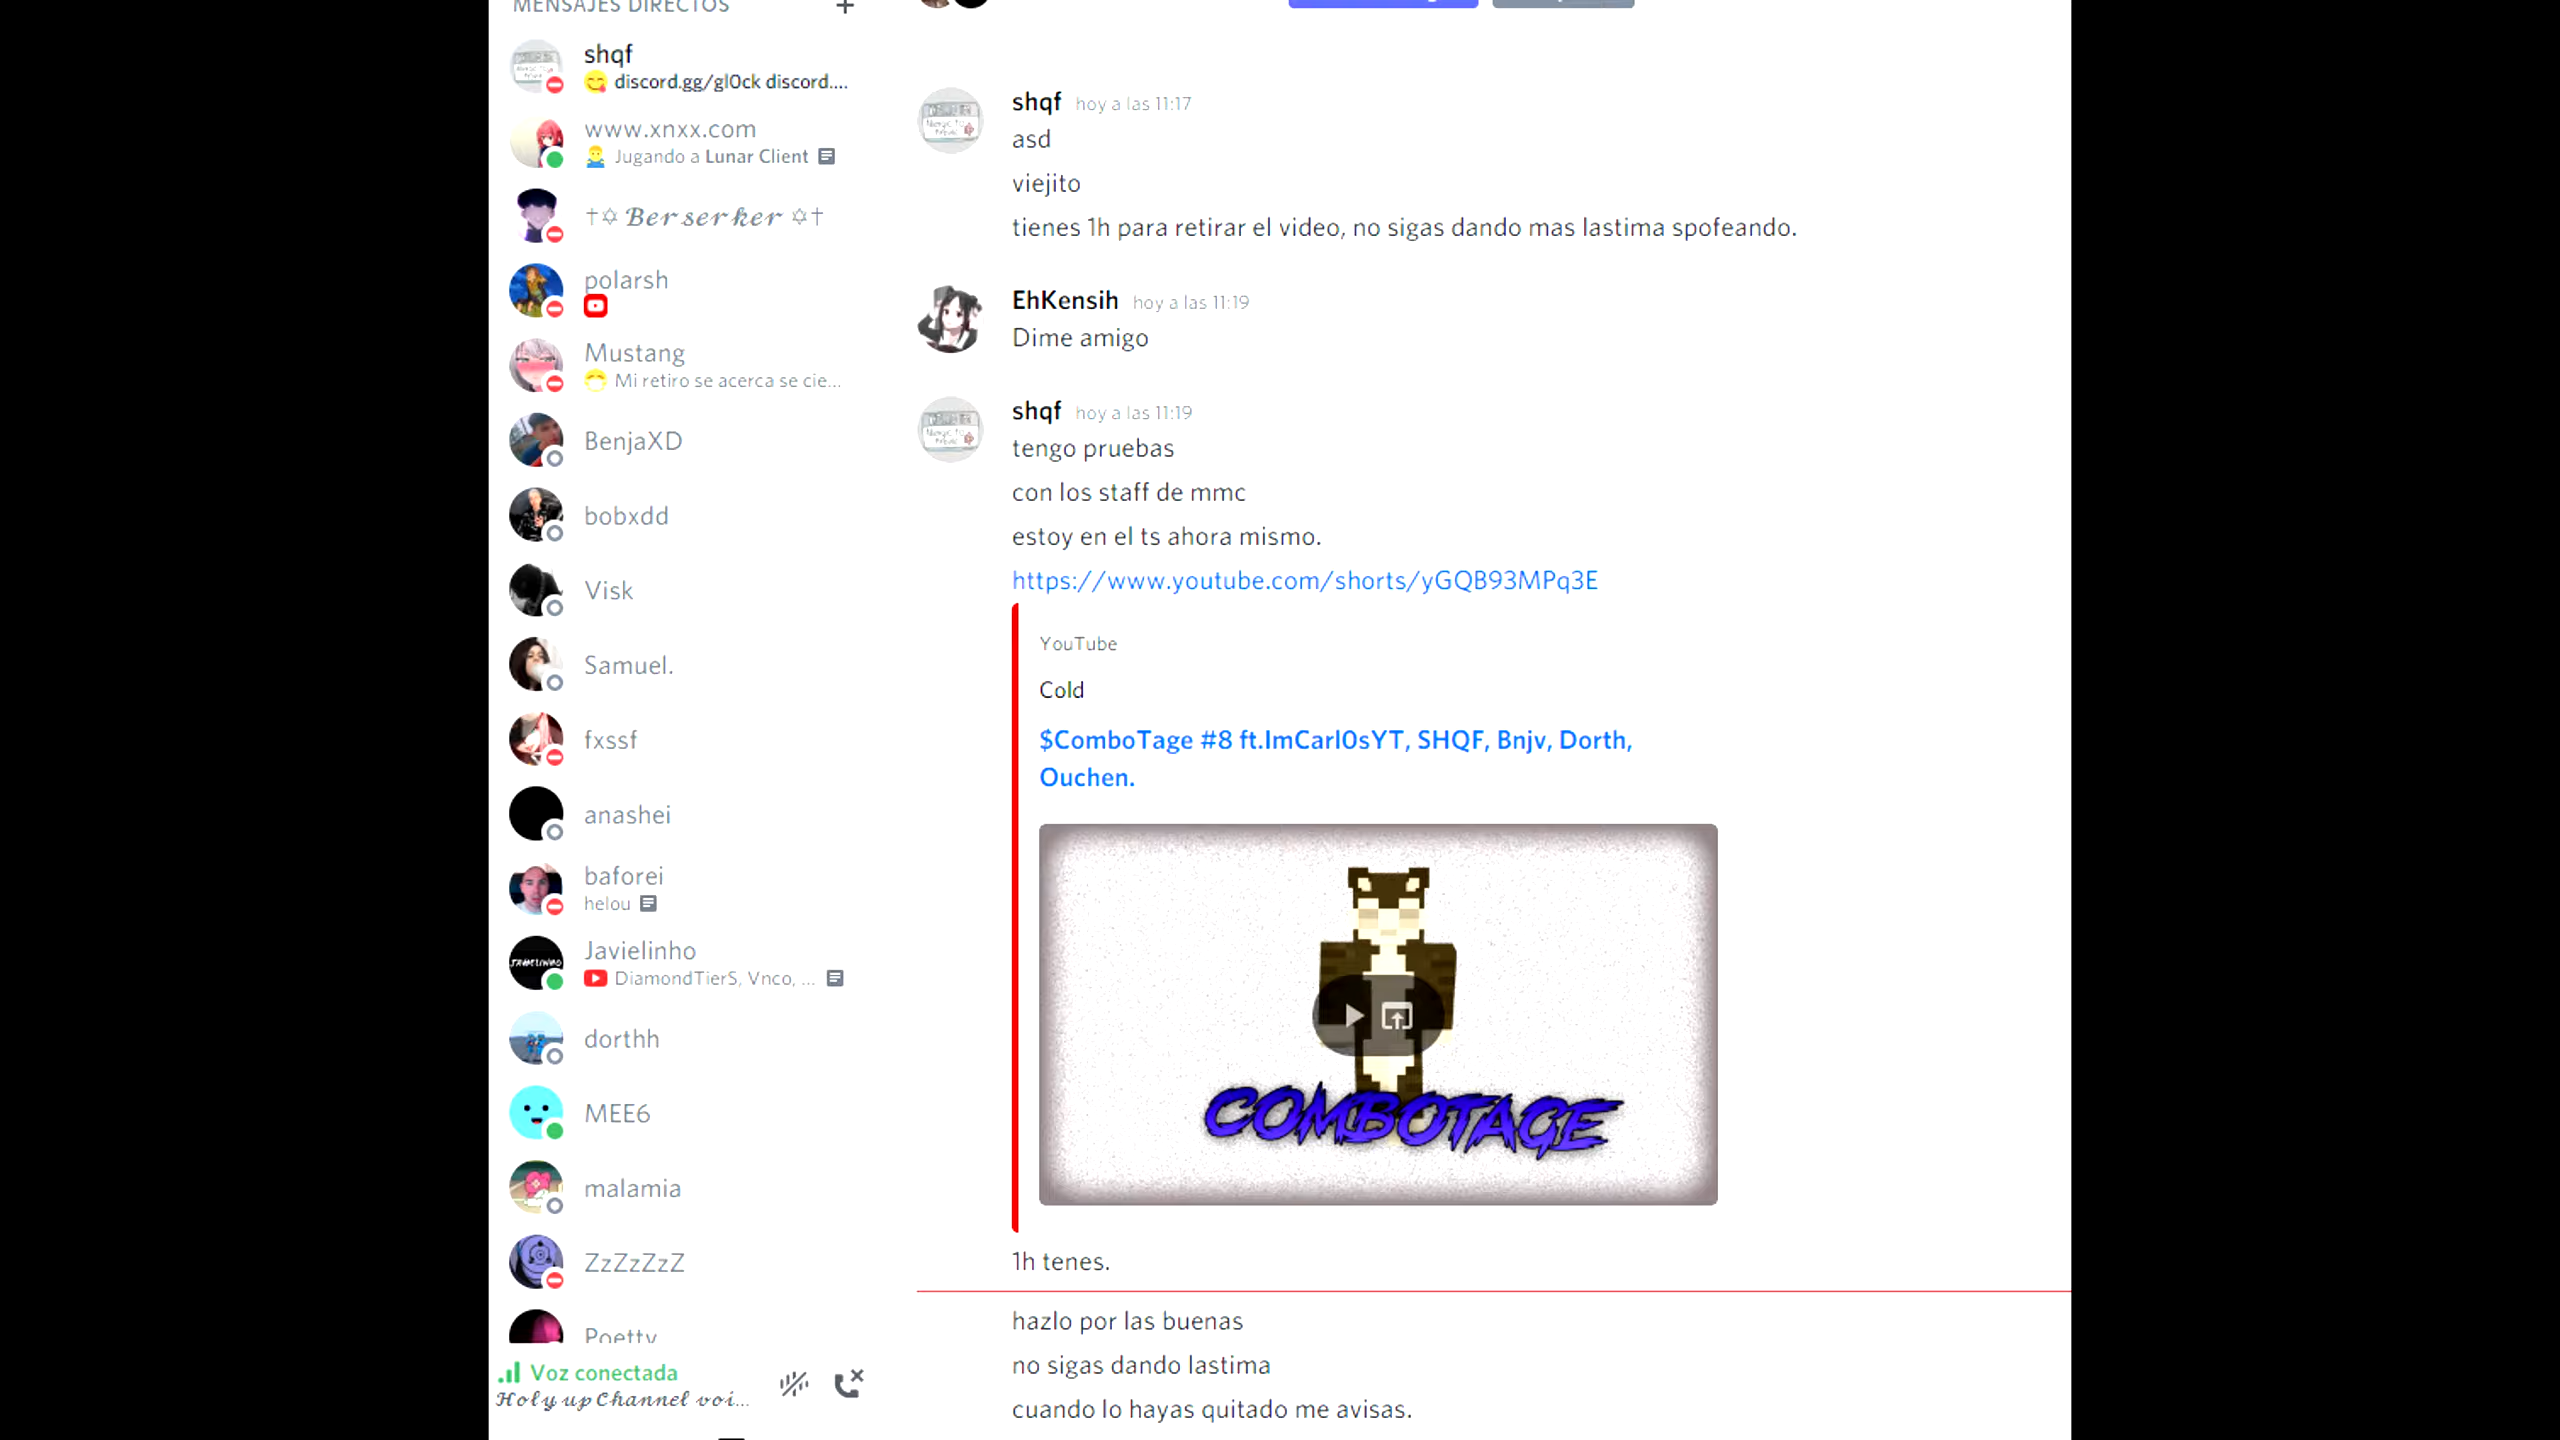 MENSAJES DIRECTOS
shqf
discord.gg/gl0ck discord....
www.xnxx.com
Jugando a Lunar Client
†✡ 𝓑𝓮𝓻𝓼𝓮𝓻𝓴𝓮𝓻 ✡†
polarsh
Mustang
Mi retiro se acerca se cie...
BenjaXD
bobxdd
Visk
Samuel.
fxssf
anashei
baforei
helou
JAVIELINHO
Javielinho
DiamondTierS, Vnco, ...
dorthh
MEE6
malamia
ZzZzZzZ
Poetty
Voz conectada
𝓗𝓸𝓵𝔂 𝓾𝓹 𝓒𝓱𝓪𝓷𝓷𝓮𝓵 𝓿𝓸𝓲...
shqf hoy a las 11:17
asd
viejito
tienes 1h para retirar el video, no sigas dando mas lastima spofeando.
EhKensih hoy a las 11:19
Dime amigo
shqf hoy a las 11:19
tengo pruebas
con los staff de mmc
estoy en el ts ahora mismo.
https://www.youtube.com/shorts/yGQB93MPq3E
YouTube
Cold
$ComboTage #8 ft.ImCarl0sYT, SHQF, Bnjv, Dorth,
Ouchen.
COMBOTAGE
1h tenes.
hazlo por las buenas
no sigas dando lastima
cuando lo hayas quitado me avisas.